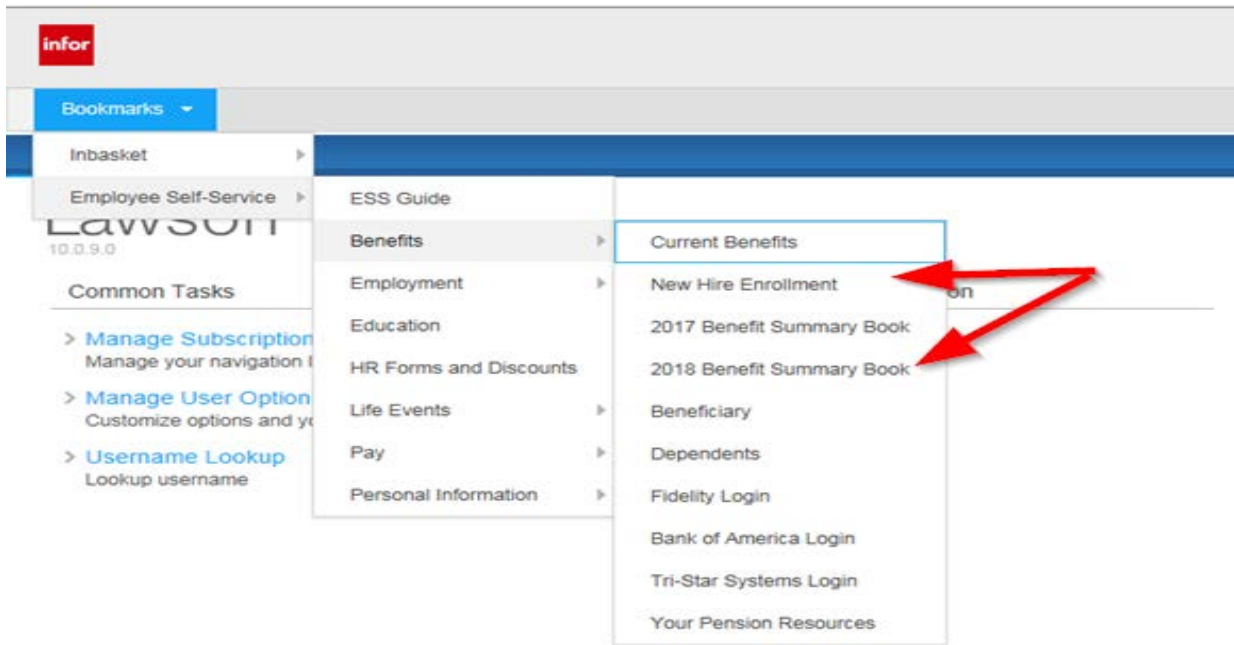 infor
Bookmarks
Inbasket
Employee Self-Service
Lawson
10.0.9.0
Common Tasks
Manage Subscription
Manage your navigation
Manage User Option
Customize options and
Username Lookup
Lookup username
ESS Guide
Benefits
Employment
Education
HR Forms and Discounts
Life Events
Pay
Personal Information
Current Benefits
New Hire Enrollment
2017 Benefit Summary Book
2018 Benefit Summary Book
Beneficiary
Dependents
Fidelity Login
Bank of America Login
Tri-Star Systems Login
Your Pension Resources
on